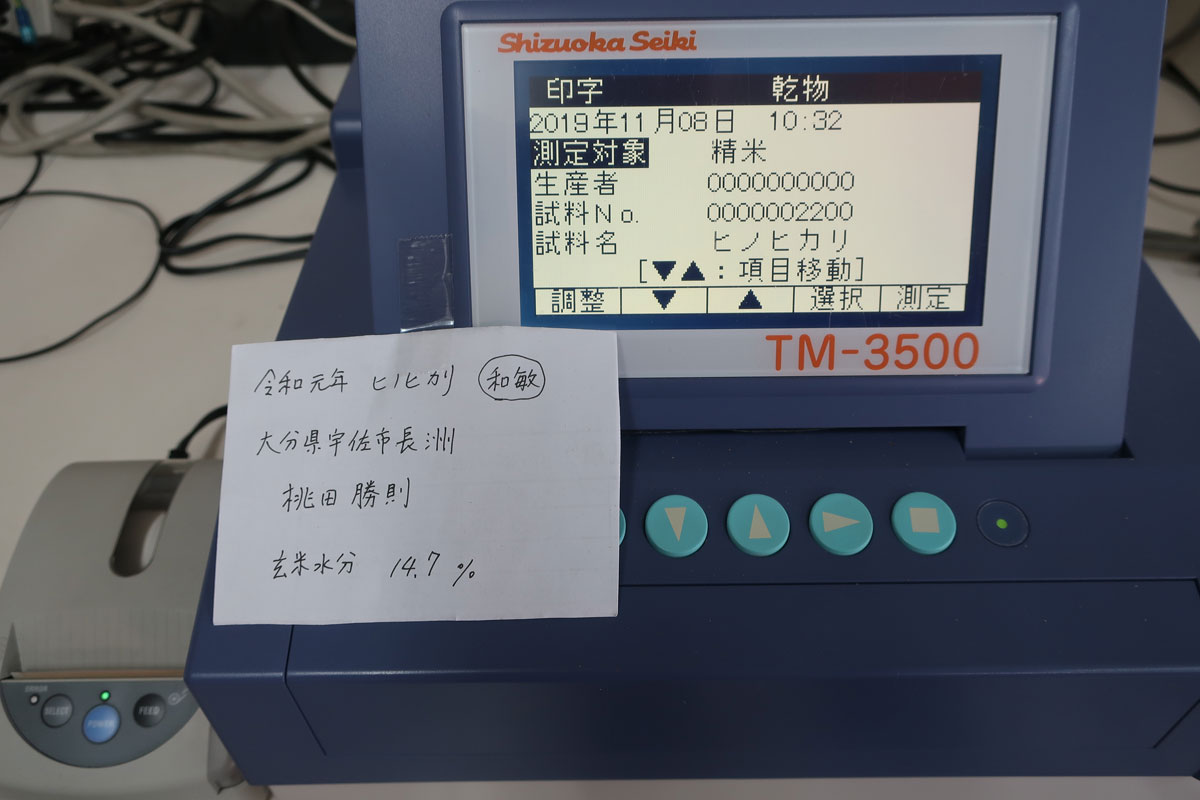 Shizuoka Seiki
印字 乾物
2019年11月08日 10:32
測定対象 精米
生産者 0000000000
試料No. 0000002200
試料名 ヒノヒカリ
[▼▲:項目移動]
調整 ▼ ▲ 選択 測定
TM-3500
令和元年 ヒノヒカリ 和敏
大分県宇佐市長洲
桃田 勝則
玄米水分 14.7 %
ERROR
SELECT POWER FEED